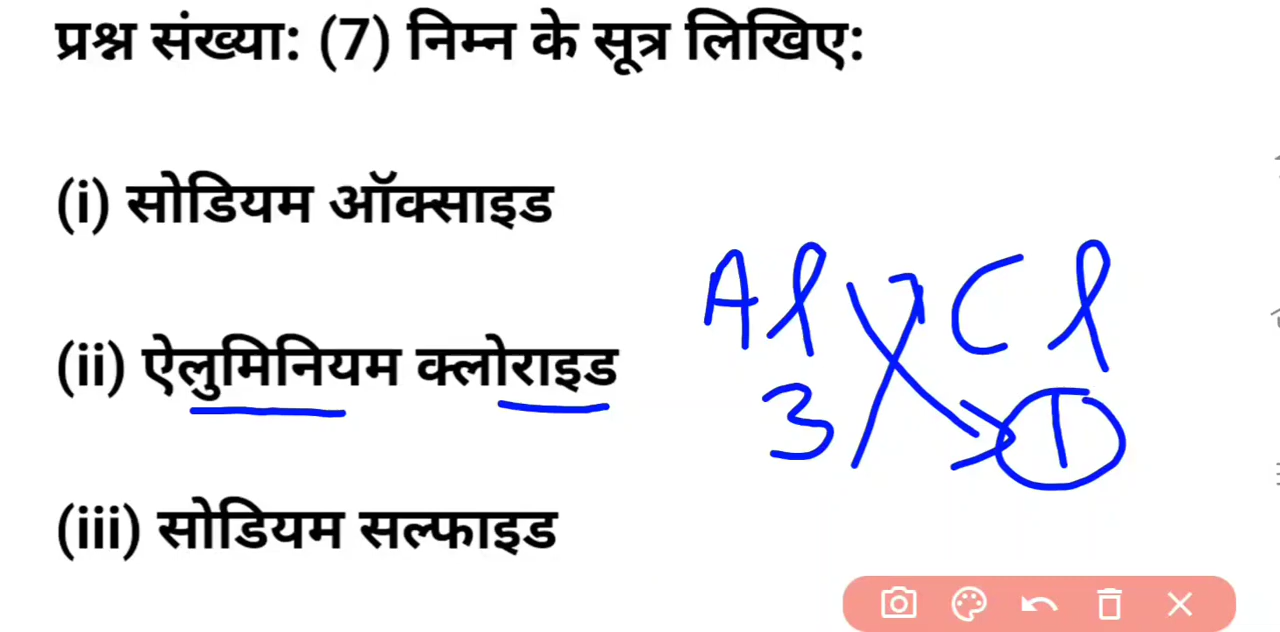 प्रश्न संख्या: (7) निम्न के सूत्र लिखिए:
(i) सोडियम ऑक्साइड
Al Cl
(ii) ऐलुमिनियम क्लोराइड
3 1
(iii) सोडियम सल्फाइड